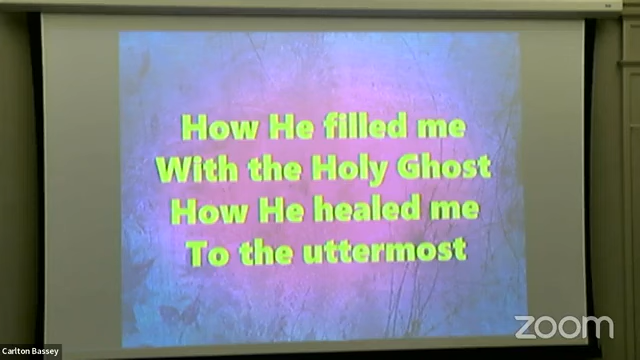 How He filled me
With the Holy Ghost
How He healed me
To the uttermost
zoom
Carlton Bassey